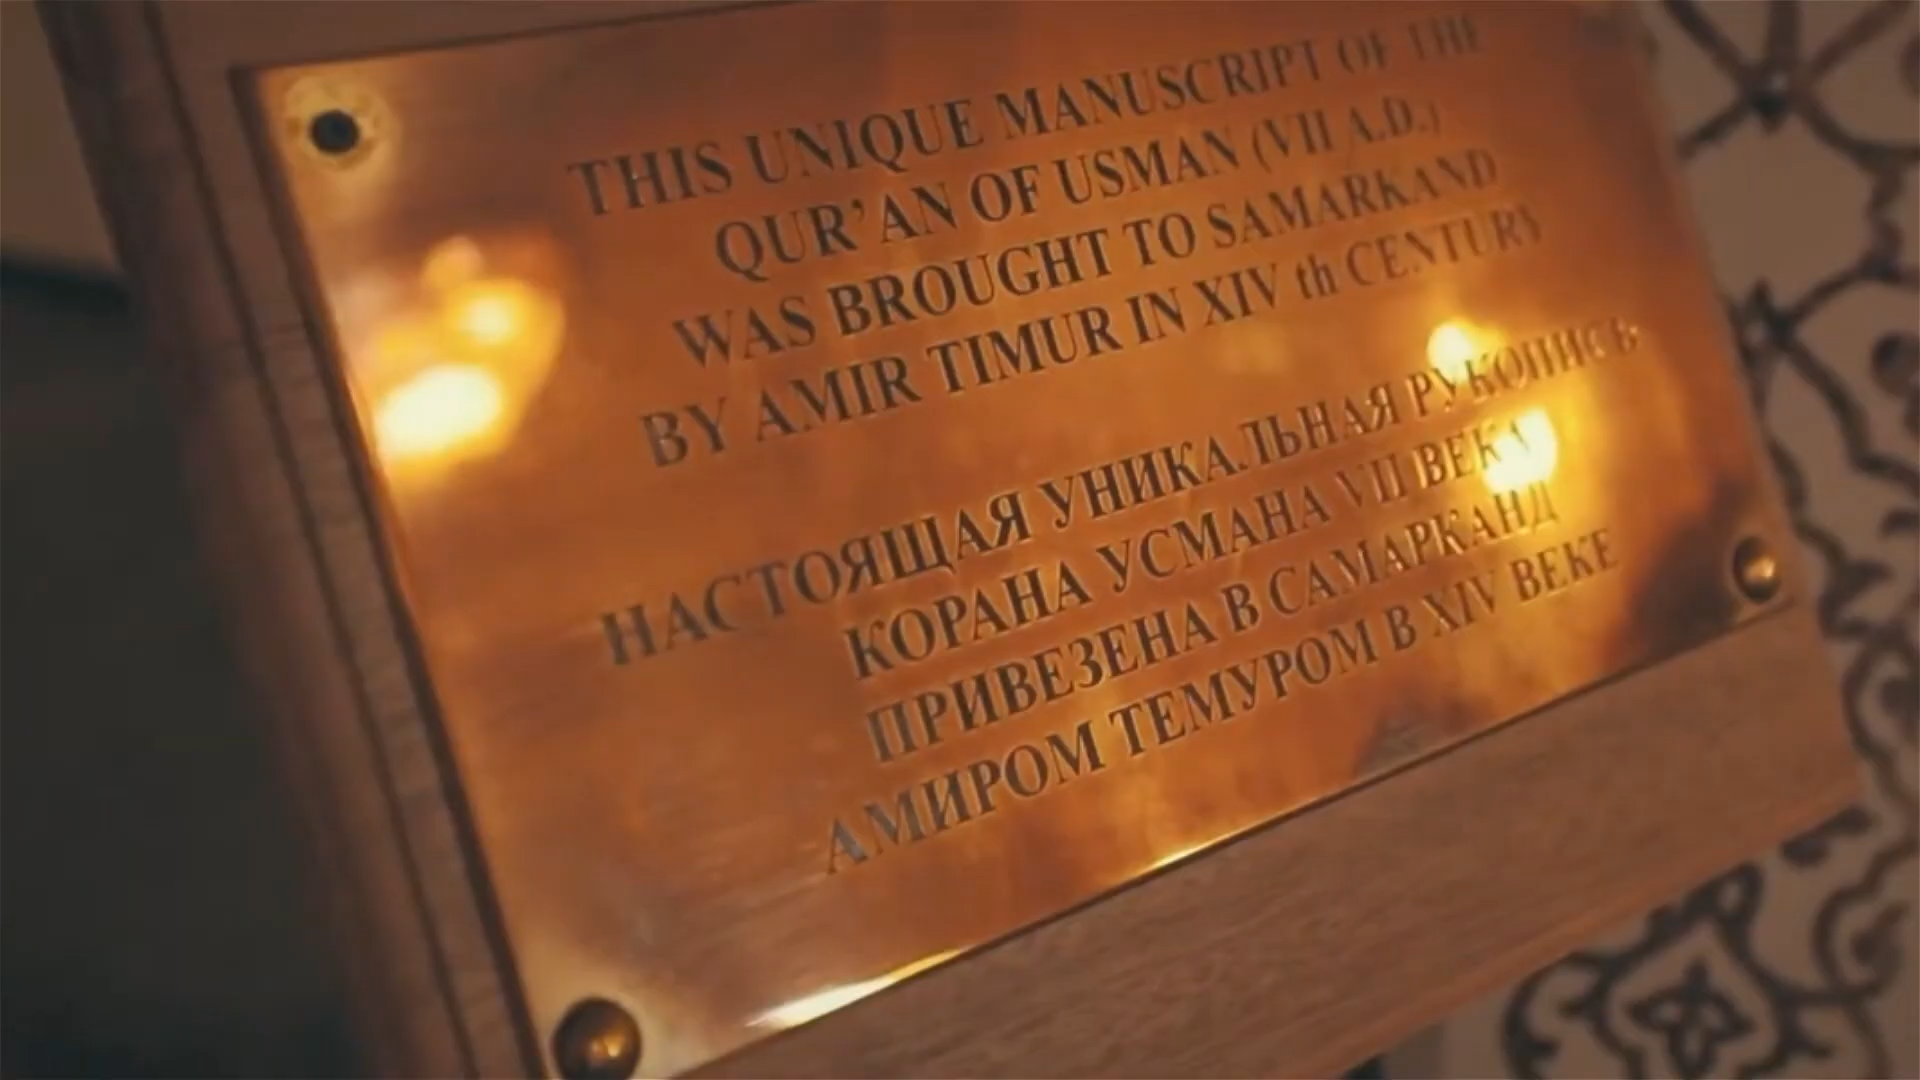 THIS UNIQUE MANUSCRIPT OF THE
QUR'AN OF USMAN (VII A.D.)
WAS BROUGHT TO SAMARKAND
BY AMIR TIMUR IN XIV th CENTURY
НАСТОЯЩАЯ УНИКАЛЬНАЯ РУКОПИСЬ
КОРАНА УСМАНА VII ВЕКА
ПРИВЕЗЕНА В САМАРКАНД
АМИРОМ ТЕМУРОМ В XIV ВЕКЕ